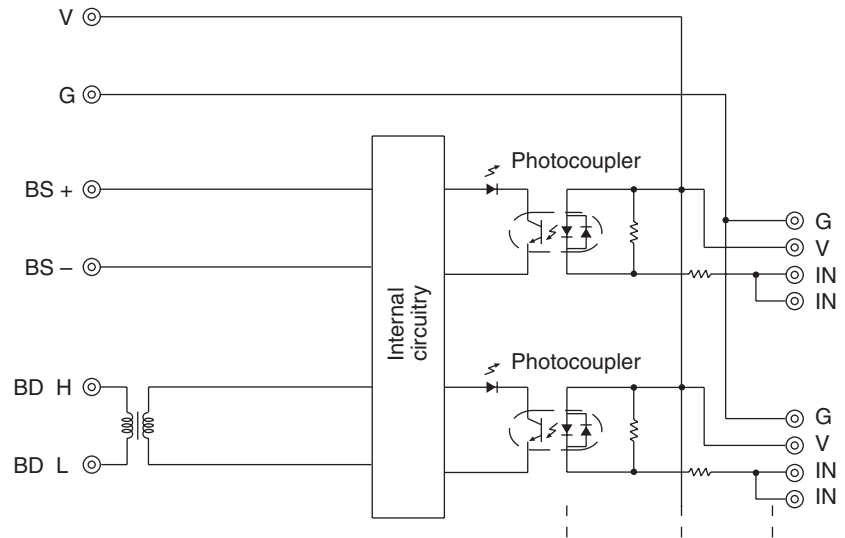 V
G
Photocoupler
BS +
G
V
BS –
IN
IN
Internal
circuitry
Photocoupler
BD H
G
V
BD L
IN
IN